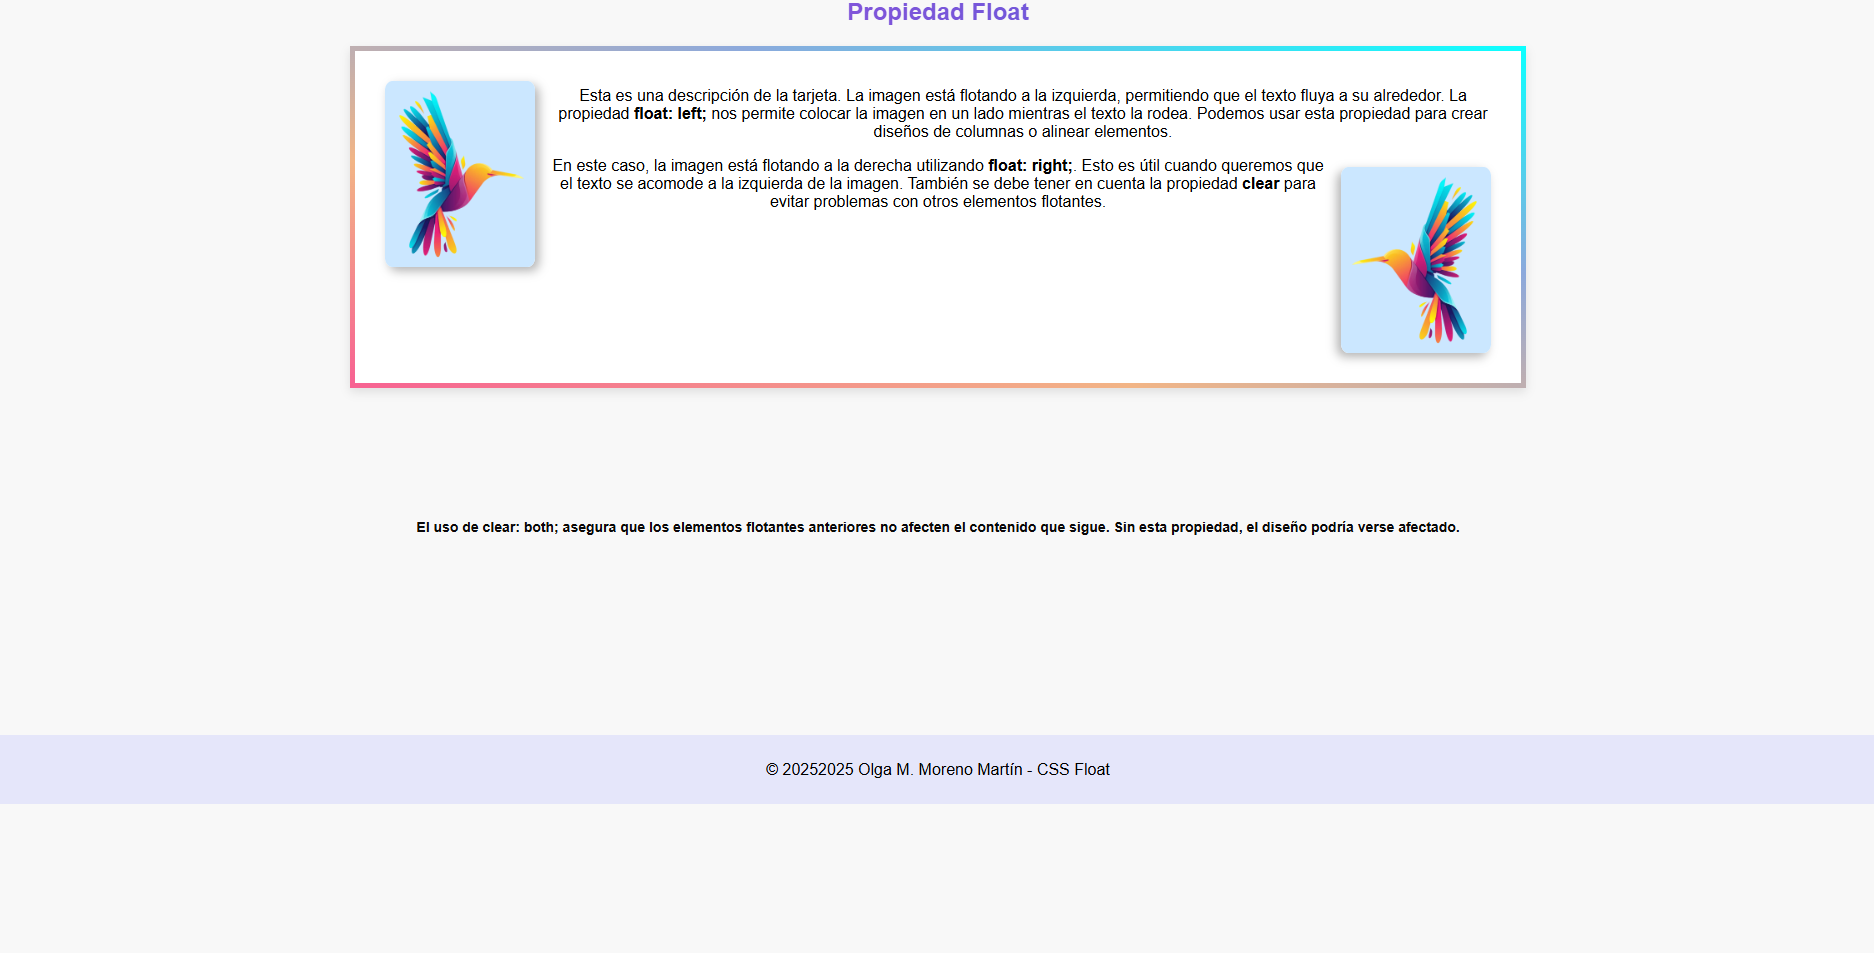 Propiedad Float
Esta es una descripción de la tarjeta. La imagen está flotando a la izquierda, permitiendo que el texto fluya a su alrededor. La
propiedad float: left; nos permite colocar la imagen en un lado mientras el texto la rodea. Podemos usar esta propiedad para crear
diseños de columnas o alinear elementos.
En este caso, la imagen está flotando a la derecha utilizando float: right;. Esto es útil cuando queremos que
el texto se acomode a la izquierda de la imagen. También se debe tener en cuenta la propiedad clear para
evitar problemas con otros elementos flotantes.
El uso de clear: both; asegura que los elementos flotantes anteriores no afecten el contenido que sigue. Sin esta propiedad, el diseño podría verse afectado.
© 20252025 Olga M. Moreno Martín - CSS Float